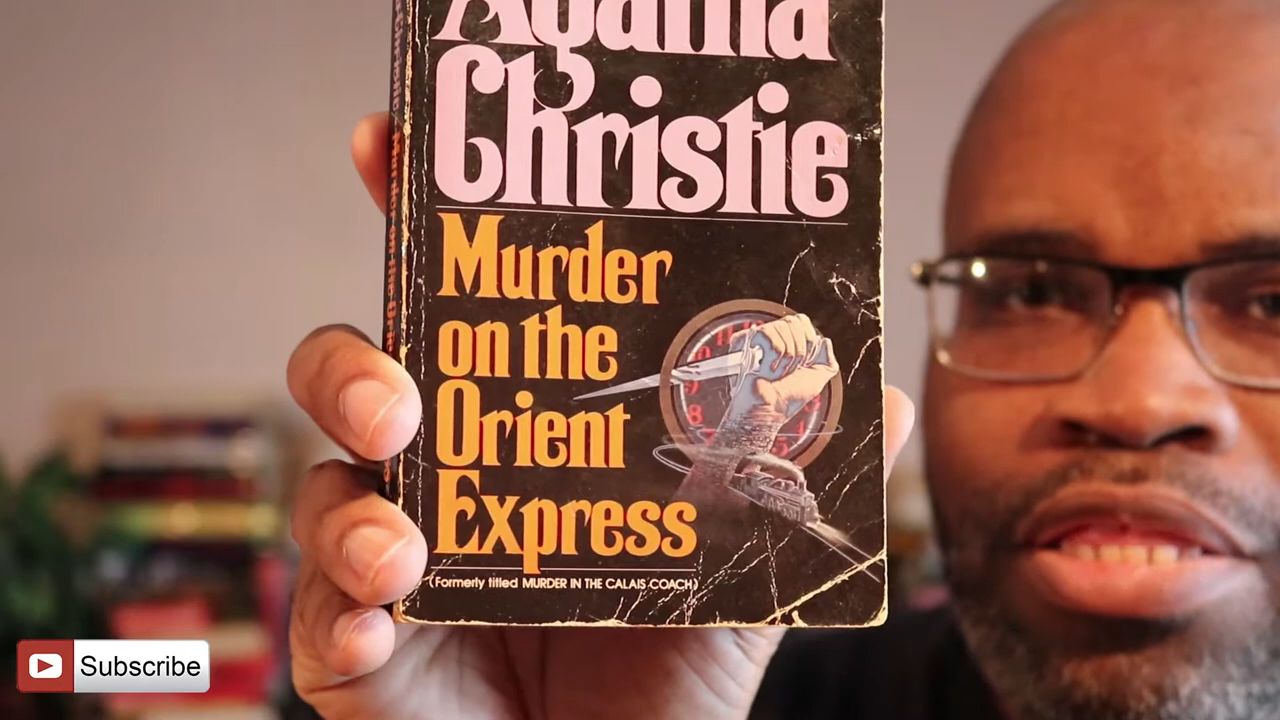 Agatha
Christie
Murder
on the
Orient
Express
(Formerly titled MURDER IN THE CALAIS COACH)
Subscribe